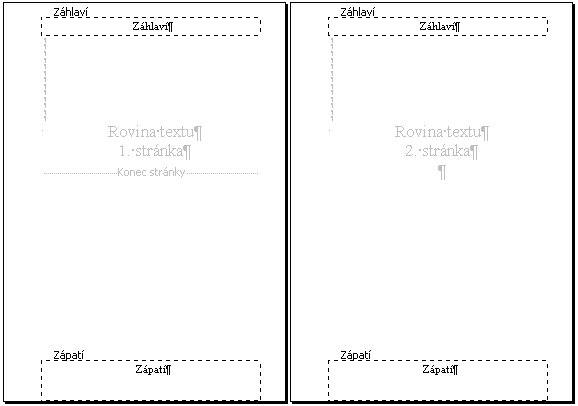 Záhlaví
Záhlaví¶
Rovina·textu¶
1.·stránka¶
Konec stránky
Zápatí
Zápatí¶
Záhlaví
Záhlaví¶
Rovina·textu¶
2.·stránka¶
¶
Zápatí
Zápatí¶